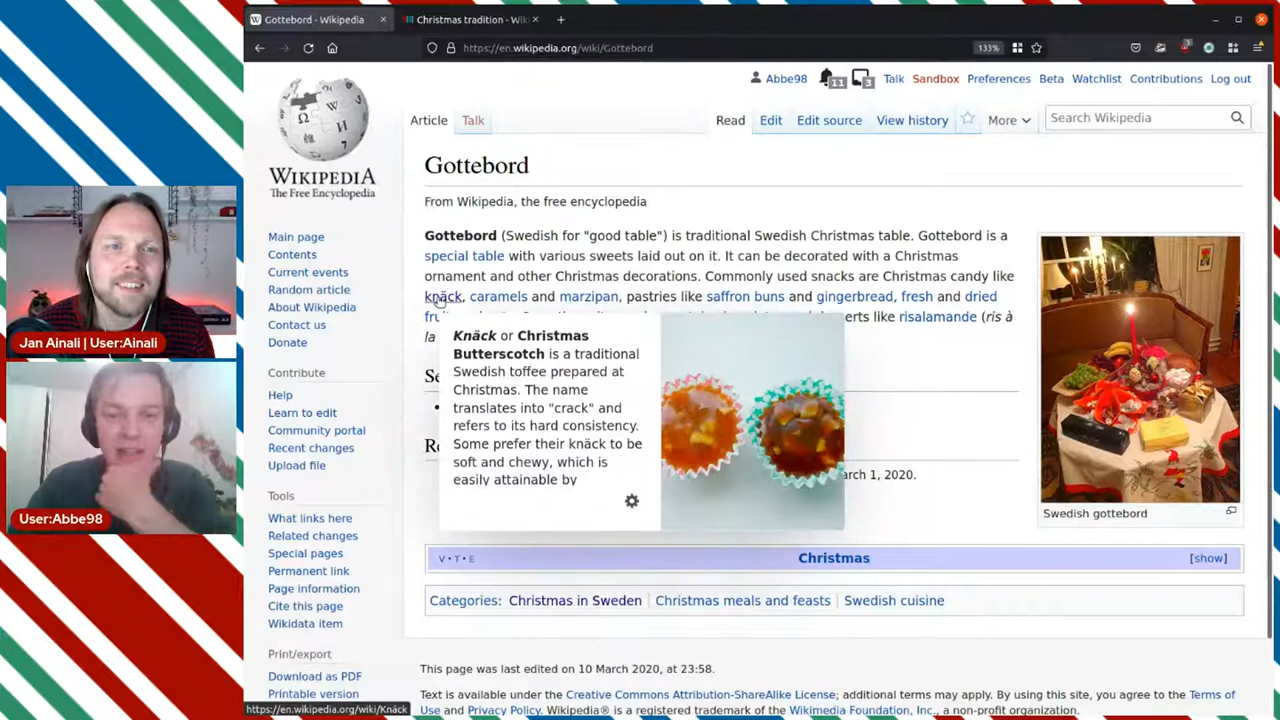 Gottebord - Wikipedia
Christmas tradition - Wiki
https://en.wikipedia.org/wiki/Gottebord
133%
Abbe98
11
3
Talk
Sandbox
Preferences
Beta
Watchlist
Contributions
Log out
Article
Talk
Read
Edit
Edit source
View history
More
Search Wikipedia
WIKIPEDIA
The Free Encyclopedia
Gottebord
From Wikipedia, the free encyclopedia
Gottebord (Swedish for "good table") is traditional Swedish Christmas table. Gottebord is a
special table with various sweets laid out on it. It can be decorated with a Christmas
ornament and other Christmas decorations. Commonly used snacks are Christmas candy like
knäck, caramels and marzipan, pastries like saffron buns and gingerbread, fresh and dried
erts like risalamande (ris à
la
Knäck or Christmas
Butterscotch is a traditional
Swedish toffee prepared at
Christmas. The name
translates into "crack" and
refers to its hard consistency.
Some prefer their knäck to be
soft and chewy, which is
easily attainable by
arch 1, 2020.
Swedish gottebord
V · T · E
Christmas
[show]
Categories: Christmas in Sweden | Christmas meals and feasts | Swedish cuisine
This page was last edited on 10 March 2020, at 23:58.
Text is available under the Creative Commons Attribution-ShareAlike License; additional terms may apply. By using this site, you agree to the Terms of
Use and Privacy Policy. Wikipedia® is a registered trademark of the Wikimedia Foundation, Inc., a non-profit organization.
Main page
Contents
Current events
Random article
About Wikipedia
Contact us
Donate
Contribute
Help
Learn to edit
Community portal
Recent changes
Upload file
Tools
What links here
Related changes
Special pages
Permanent link
Page information
Cite this page
Wikidata item
Print/export
Download as PDF
Printable version
https://en.wikipedia.org/wiki/Knäck
Jan Ainali | User:Ainali
User:Abbe98